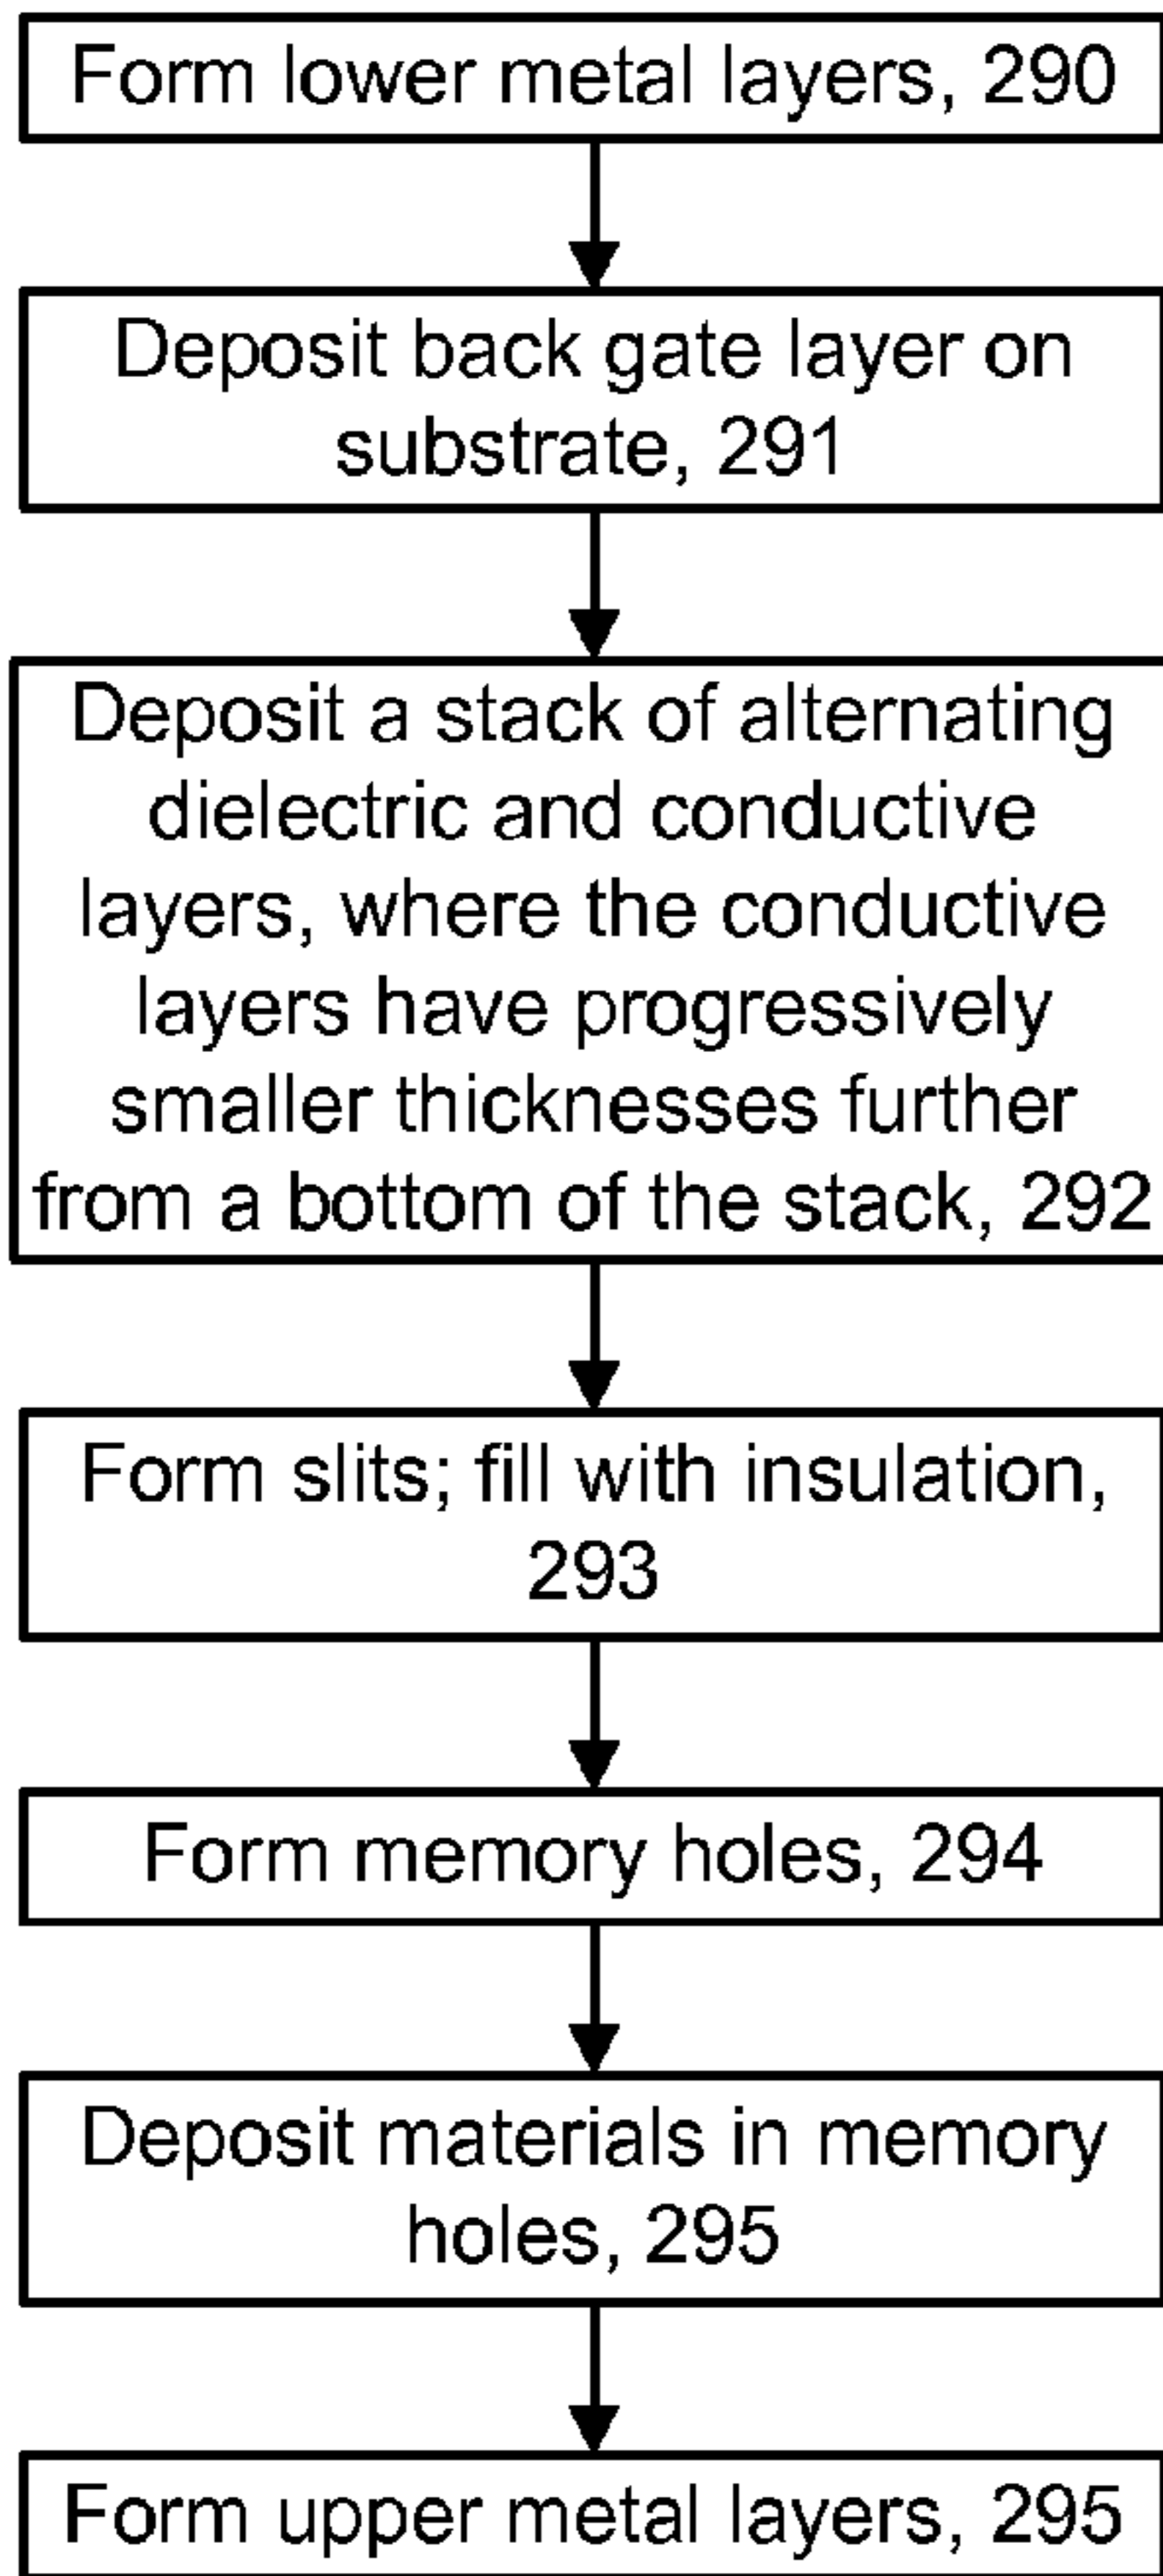 Form lower metal layers, 290
Deposit back gate layer on
substrate, 291
Deposit a stack of alternating
dielectric and conductive
layers, where the conductive
layers have progressively
smaller thicknesses further
from a bottom of the stack, 292
Form slits; fill with insulation,
293
Form memory holes, 294
Deposit materials in memory
holes, 295
Form upper metal layers, 295